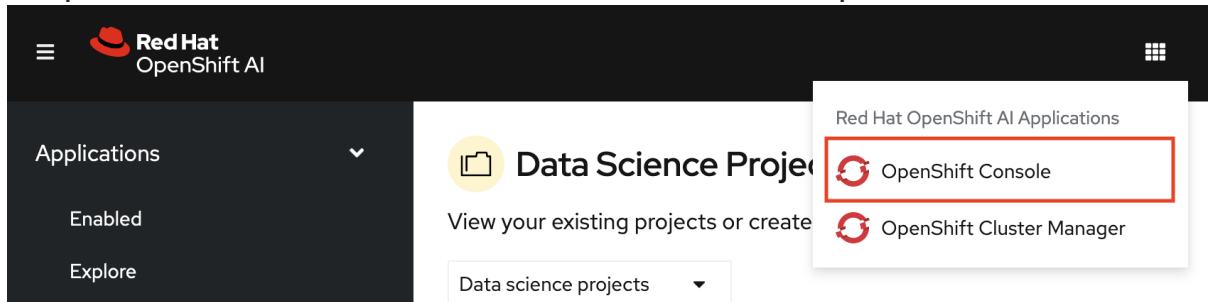 Red Hat
OpenShift AI
Red Hat OpenShift AI Applications
OpenShift Console
OpenShift Cluster Manager
Applications
Enabled
Explore
Data Science Proje
View your existing projects or create
Data science projects